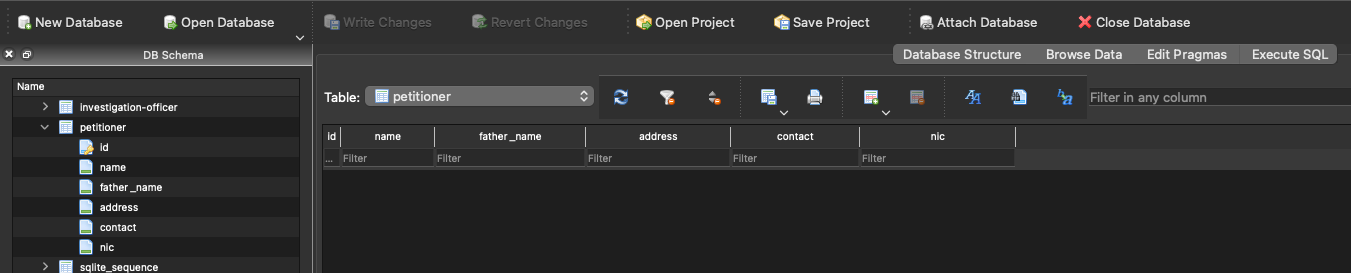 New Database Open Database Write Changes Revert Changes Open Project Save Project Attach Database Close Database
DB Schema
Database Structure Browse Data Edit Pragmas Execute SQL
Name
Table: petitioner Filter in any column
investigation-officer
petitioner
id
name
father_name
address
contact
nic
sqlite_sequence
id name father_name address contact nic
... Filter Filter Filter Filter Filter